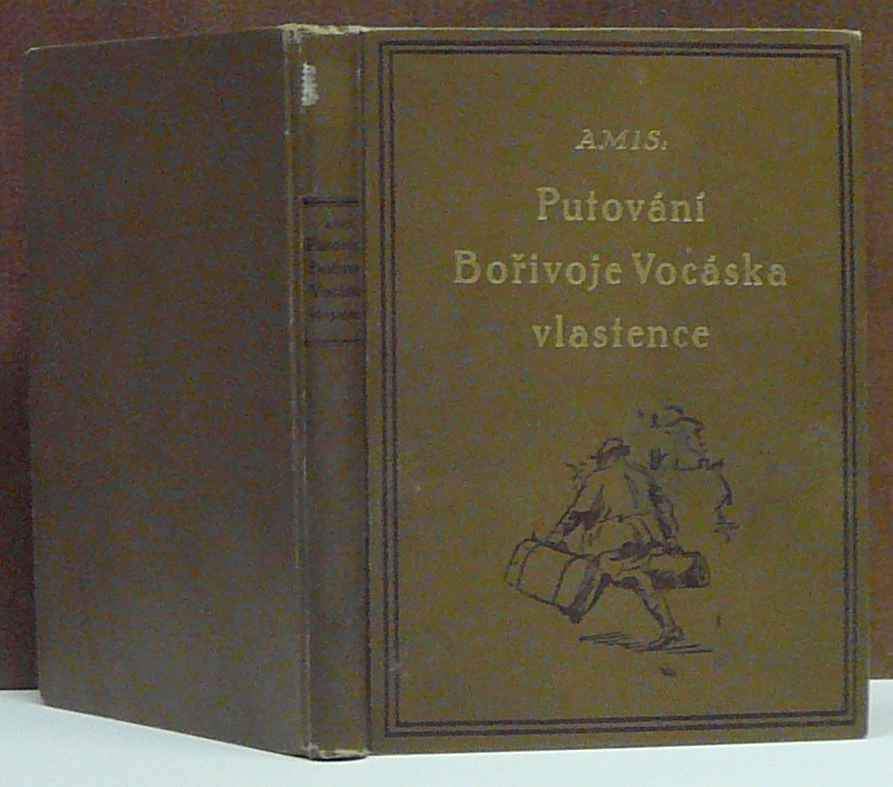 AMIS:
Putování
Bořivoje Vocáska
vlastence